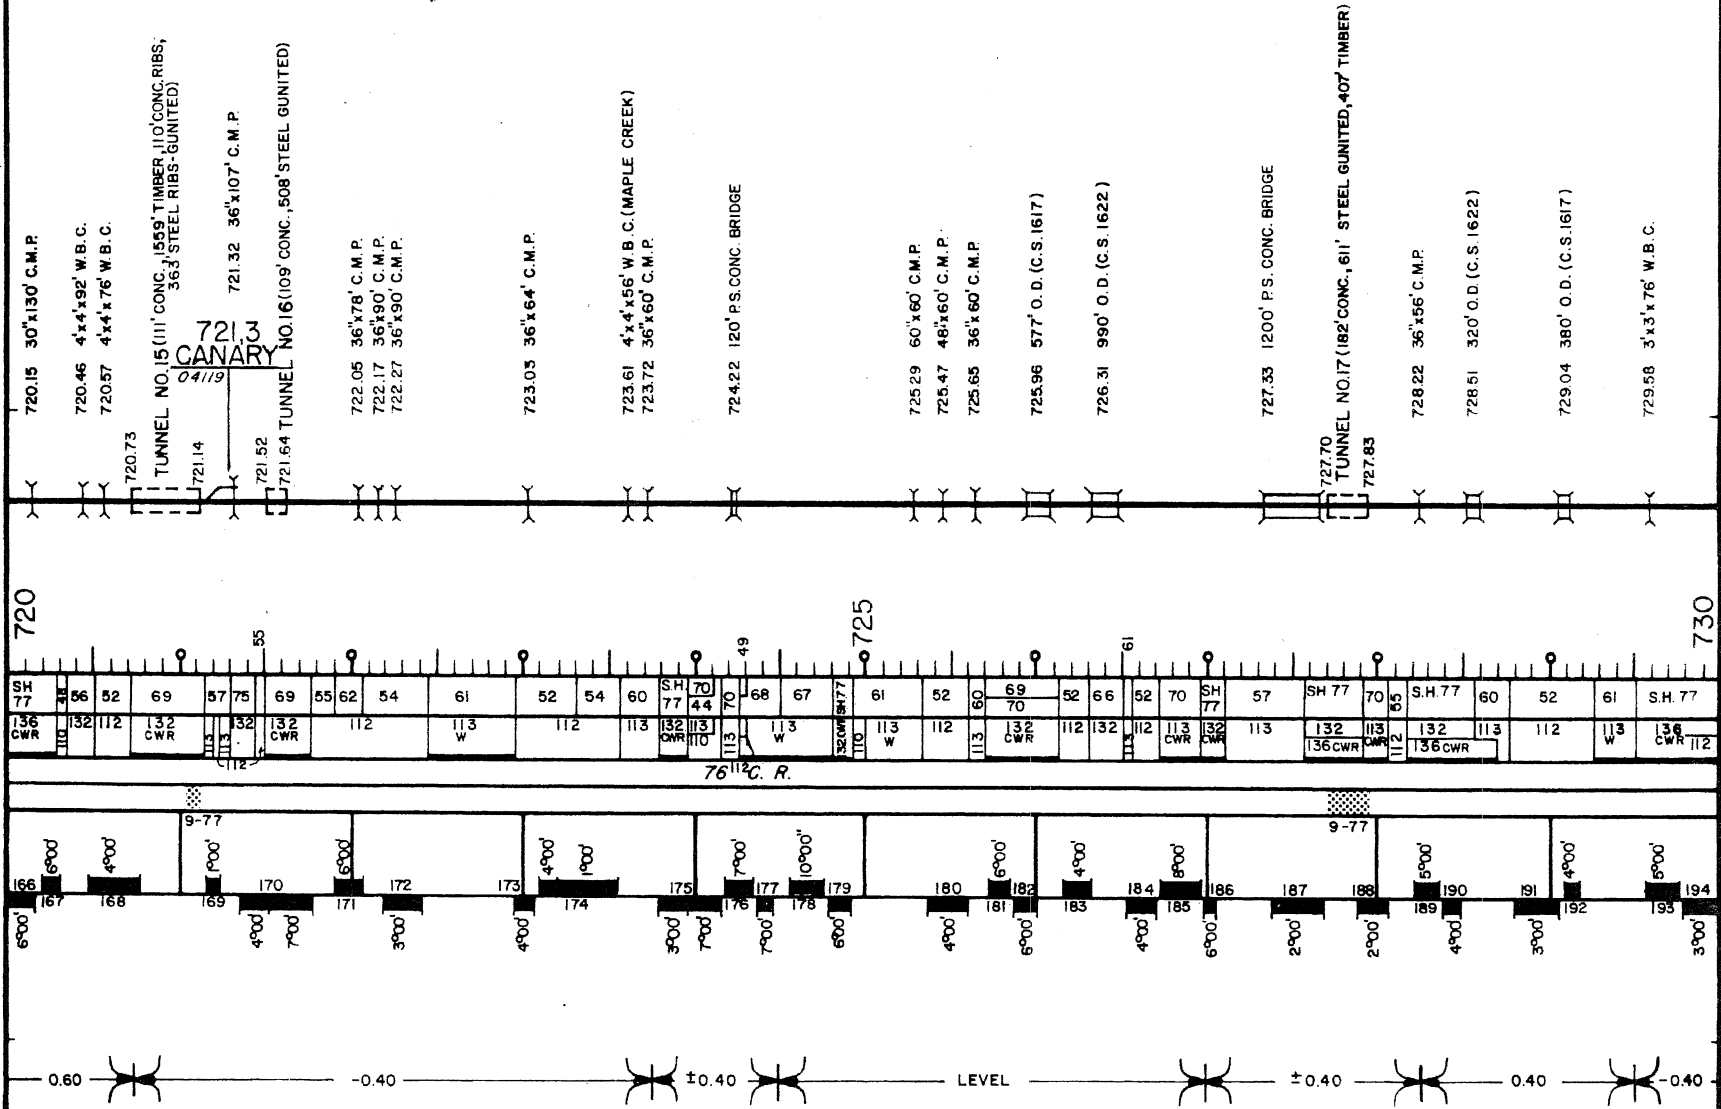 720.15 30"x130' C.M.P.
720.46 4'x4'x92' W.B.C.
720.57 4'x4'x76' W.B.C.
720.73
TUNNEL NO.15 (111' CONC., 1559' TIMBER, 110' CONC. RIBS,
363' STEEL RIBS-GUNITED)
721.14
721.3
CANARY
04119
721.32 36"x107' C.M.P.
721.52
721.64 TUNNEL NO.16 (109' CONC., 508' STEEL GUNITED)
722.05 36"x78' C.M.P.
722.17 36"x90' C.M.P.
722.27 36"x90' C.M.P.
723.03 36"x64' C.M.P.
723.61 4'x4'x56' W.B.C. (MAPLE CREEK)
723.72 36"x60' C.M.P.
724.22 120' P.S. CONC. BRIDGE
725.29 60"x60' C.M.P.
725.47 48"x60' C.M.P.
725.65 36"x60' C.M.P.
725.96 577' O.D. (C.S. 1617)
726.31 990' O.D. (C.S. 1622)
727.33 1200' P.S. CONC. BRIDGE
727.70
TUNNEL NO.17 (182' CONC., 611' STEEL GUNITED, 407' TIMBER)
727.83
728.22 36"x56' C.M.P.
728.51 320' O.D. (C.S. 1622)
729.04 380' O.D. (C.S. 1617)
729.58 3'x3'x76' W.B.C.
720 55 49 725 61 730
SH 77 48 56 52 69 57 75 69 55 62 54 61 52 54 60 S.H. 77 70 44 70 68 67 SH77 61 52 60 69 70 52 66 52 70 SH 77 57 SH 77 70 55 S.H. 77 60 52 61 S.H. 77
136 CWR 110 132 112 132 CWR 113 113 132 132 CWR 112 113 W 112 113 132 CWR 113 110 113 113 W 132CWR 110 113 W 112 113 132 CWR 112 132 113 112 113 CWR 132 CWR 113 132 136 CWR 113 CWR 112 132 136 CWR 113 112 113 W 136 CWR 112
112
76 112 C. R.
9-77 9-77
6°00' 4°00' 1°00' 6°00' 4°00' 1°00' 7°00' 10°00' 6°00' 4°00' 8°00' 5°00' 4°00' 5°00'
166 170 172 173 175 177 179 180 182 184 186 187 188 190 191 194
167 168 169 171 174 176 178 181 183 185 189 192 193
6°00' 4°00' 7°00' 3°00' 4°00' 3°00' 7°00' 7°00' 6°00' 4°00' 6°00' 4°00' 6°00' 2°00' 2°00' 4°00' 3°00' 3°00'
0.60 -0.40 ±0.40 LEVEL ±0.40 0.40 -0.40